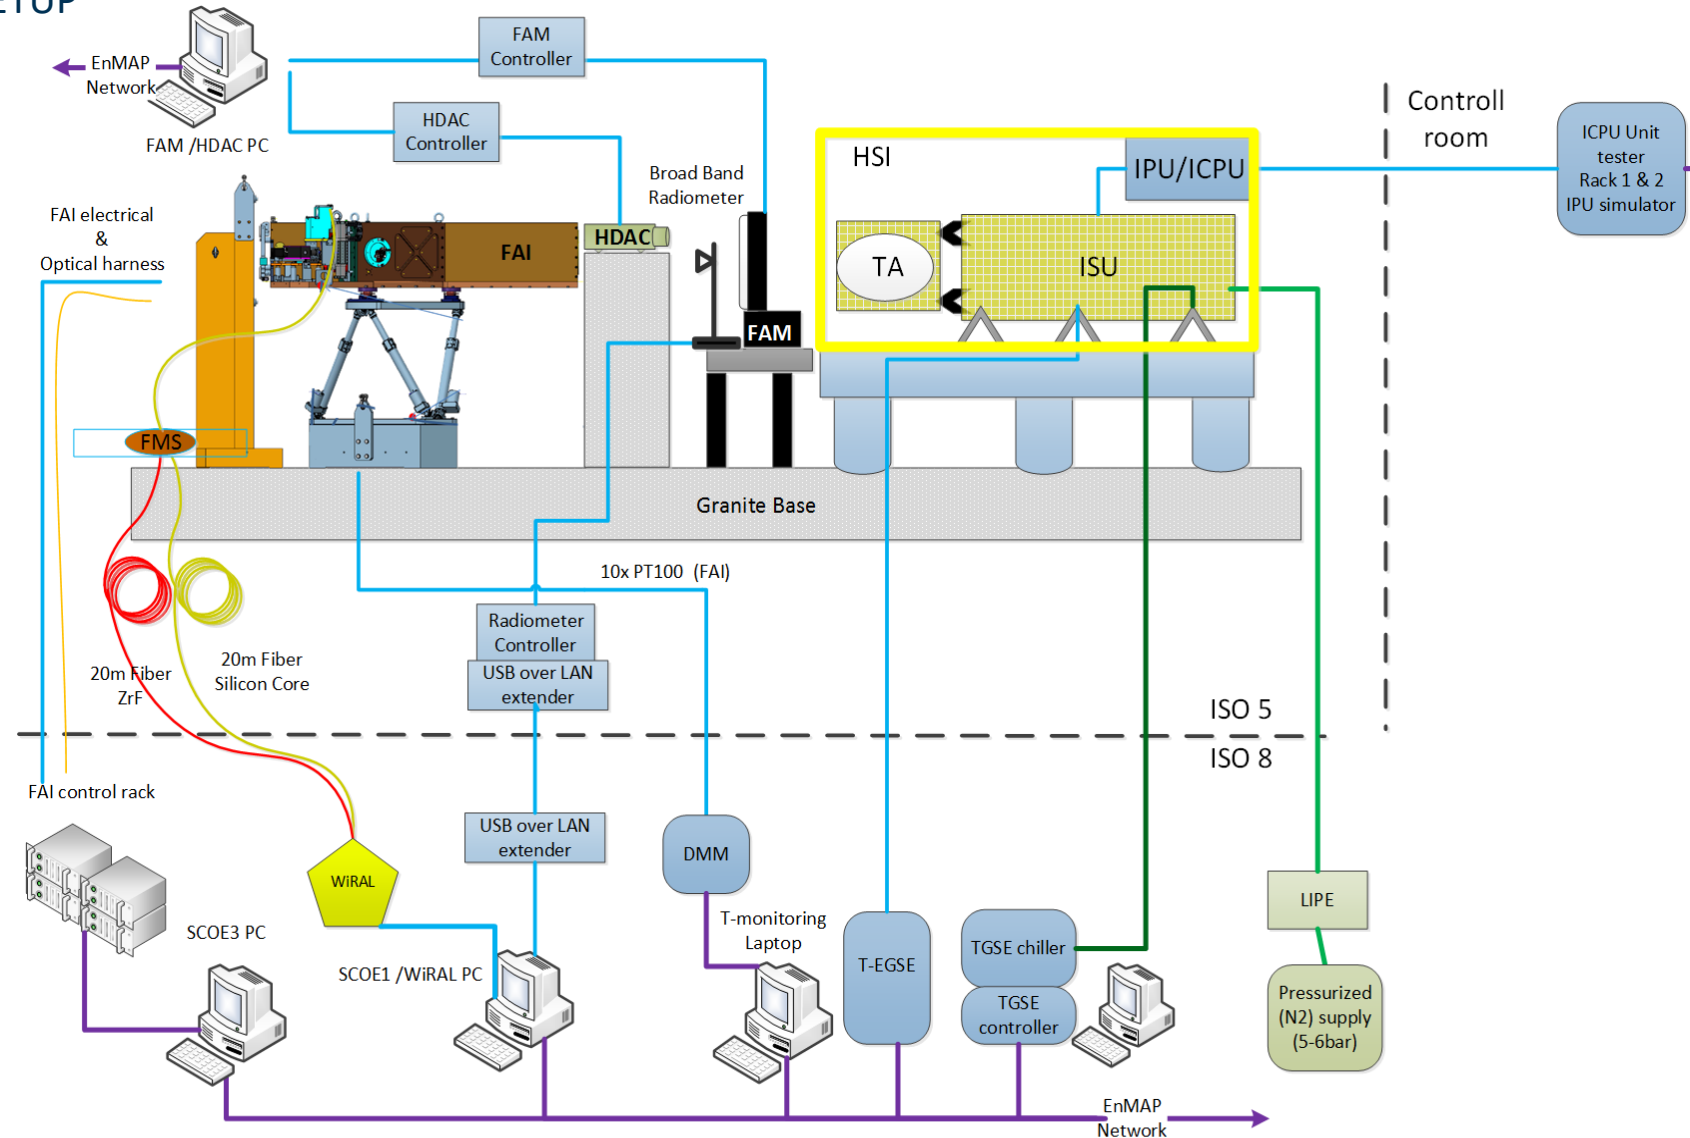 FAM
Controller
EnMAP
Network
HDAC
Controller
FAM /HDAC PC
Controll
room
ICPU Unit
tester
Rack 1 & 2
IPU simulator
HSI
IPU/ICPU
Broad Band
Radiometer
FAI electrical
&
Optical harness
FAI
HDAC
TA
ISU
FAM
FMS
Granite Base
10x PT100  (FAI)
Radiometer
Controller
USB over LAN
extender
20m Fiber
ZrF
20m Fiber
Silicon Core
ISO 5
ISO 8
FAI control rack
USB over LAN
extender
DMM
WiRAL
LIPE
SCOE3 PC
T-monitoring
Laptop
SCOE1 /WiRAL PC
T-EGSE
TGSE chiller
TGSE
controller
Pressurized
(N2) supply
(5-6bar)
EnMAP
Network